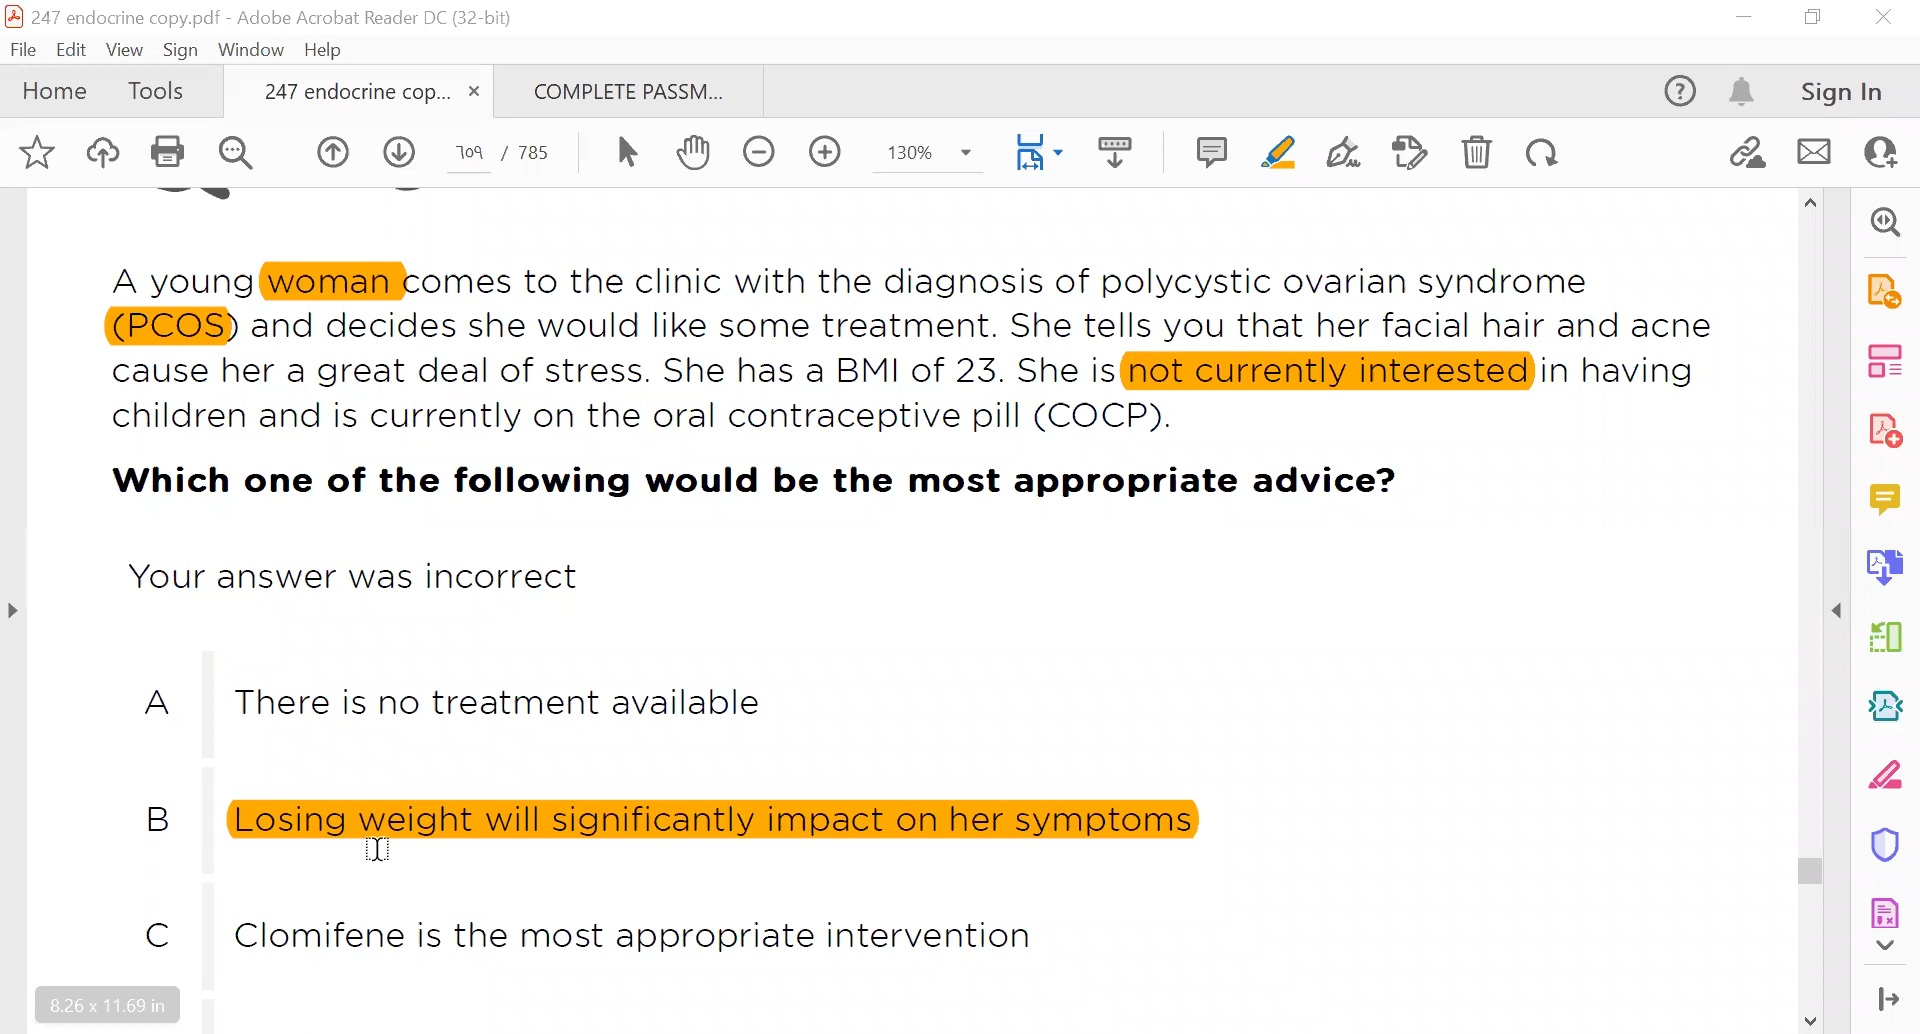 247 endocrine copy.pdf - Adobe Acrobat Reader DC (32-bit)
File Edit View Sign Window Help
Home Tools 247 endocrine cop... × COMPLETE PASSM... ? Sign In
709 / 785 130%
A young woman comes to the clinic with the diagnosis of polycystic ovarian syndrome
(PCOS) and decides she would like some treatment. She tells you that her facial hair and acne
cause her a great deal of stress. She has a BMI of 23. She is not currently interested in having
children and is currently on the oral contraceptive pill (COCP).
Which one of the following would be the most appropriate advice?
Your answer was incorrect
A There is no treatment available
B Losing weight will significantly impact on her symptoms
C Clomifene is the most appropriate intervention
8.26 x 11.69 in